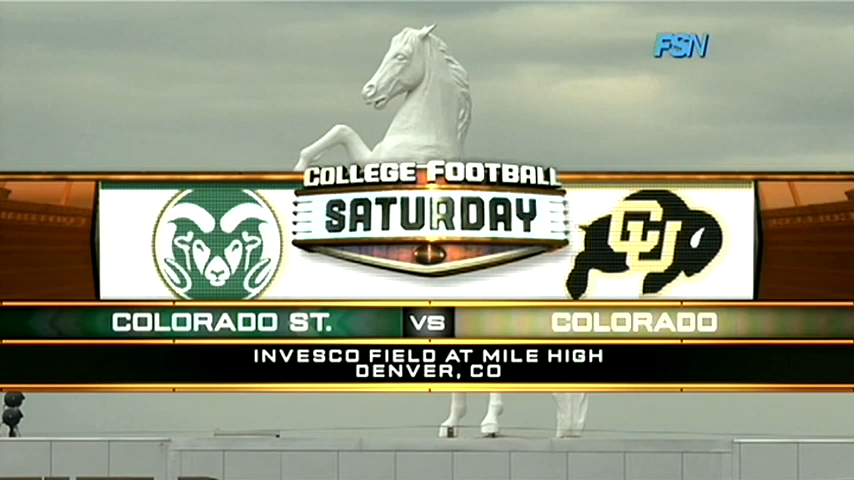 FSN
COLLEGE FOOTBALL
SATURDAY
CU
COLORADO ST.
VS
COLORADO
INVESCO FIELD AT MILE HIGH
DENVER, CO